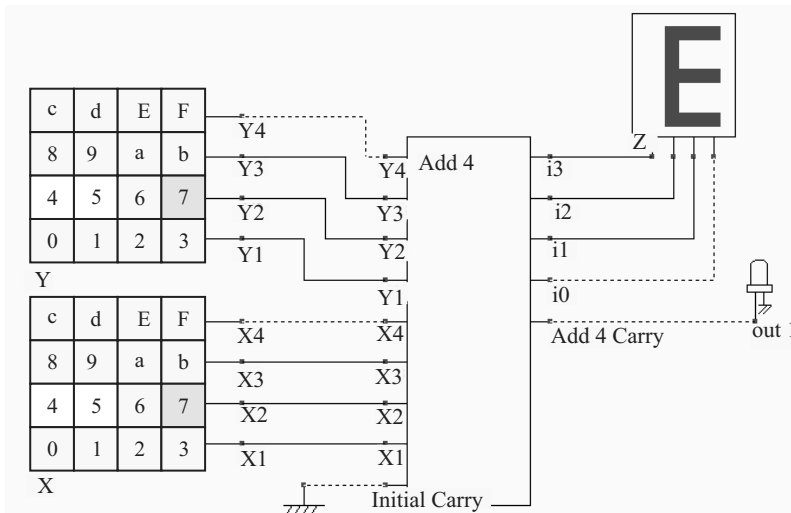 E
c d E F
8 9 a b
4 5 6 7
0 1 2 3
Y
Y4
Y3
Y2
Y1
c d E F
8 9 a b
4 5 6 7
0 1 2 3
X
X4
X3
X2
X1
Add 4
Y4
Y3
Y2
Y1
X4
X3
X2
X1
Initial Carry
Z
i3
i2
i1
i0
Add 4 Carry
out 1